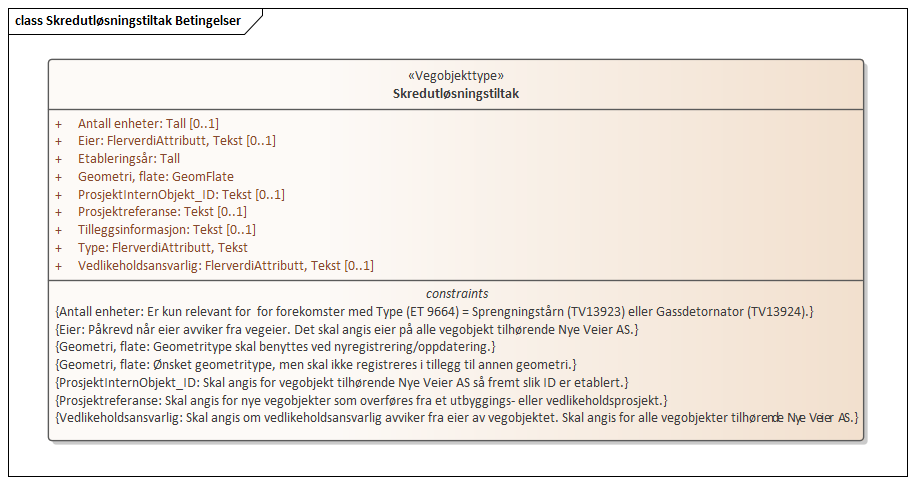 class Skredutløsningstiltak Betingelser
«Vegobjekttype»
Skredutløsningstiltak
+ Antall enheter: Tall [0..1]
+ Eier: FlerverdiAttributt, Tekst [0..1]
+ Etableringsår: Tall
+ Geometri, flate: GeomFlate
+ ProsjektInternObjekt_ID: Tekst [0..1]
+ Prosjektreferanse: Tekst [0..1]
+ Tilleggsinformasjon: Tekst [0..1]
+ Type: FlerverdiAttributt, Tekst
+ Vedlikeholdsansvarlig: FlerverdiAttributt, Tekst [0..1]
constraints
{Antall enheter: Er kun relevant for  for forekomster med Type (ET 9664) = Sprengningstårn (TV13923) eller Gassdetornator (TV13924).}
{Eier: Påkrevd når eier avviker fra vegeier. Det skal angis eier på alle vegobjekt tilhørende Nye Veier AS.}
{Geometri, flate: Geometritype skal benyttes ved nyregistrering/oppdatering.}
{Geometri, flate: Ønsket geometritype, men skal ikke registreres i tillegg til annen geometri.}
{ProsjektInternObjekt_ID: Skal angis for vegobjekt tilhørende Nye Veier AS så fremt slik ID er etablert.}
{Prosjektreferanse: Skal angis for nye vegobjekter som overføres fra et utbyggings- eller vedlikeholdsprosjekt.}
{Vedlikeholdsansvarlig: Skal angis om vedlikeholdsansvarlig avviker fra eier av vegobjektet. Skal angis for alle vegobjekter tilhørende Nye Veier AS.}